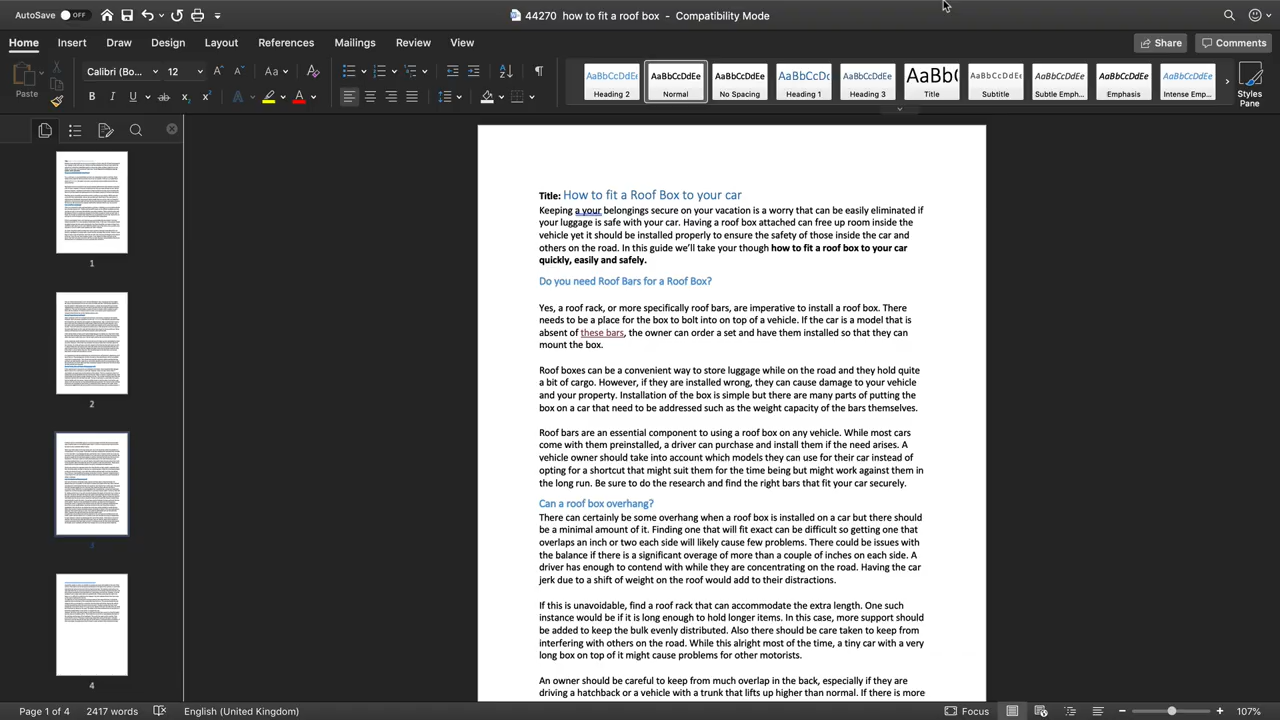 AutoSave OFF 44270 how to fit a roof box - Compatibility Mode
Home Insert Draw Design Layout References Mailings Review View Share Comments
Paste Calibri (Bo... 12 AaBbCcDdEe AaBbCcDdEe AaBbCcDdEe AaBbCcDc AaBbCcDdEe AaBb( AaBbCcDdEe AaBbCcDdEe AaBbCcDdEe AaBbCcDdEe
Heading 2 Normal No Spacing Heading 1 Heading 3 Title Subtitle Subtle Emph... Emphasis Intense Emp... Styles Pane
1
2
3
4
Title: How to fit a Roof Box to your car
Keeping a your belongings secure on your vacation is a worry that can be easily eliminated if
your luggage is safe with your car. Having a roof box attached can free up room inside the
vehicle yet it should be installed properly to ensure the safety of those inside the car and
others on the road. In this guide we'll take your though how to fit a roof box to your car
quickly, easily and safely.
Do you need Roof Bars for a Roof Box?
Yes, a roof rack, or more specifically roof bars, are imperative to install a roof box. There
needs to be a place for the box to bolt into on top of a vehicle. If the car is a model that is
absent of these bars, the owner can order a set and have them installed so that they can
mount the box.
Roof boxes can be a convenient way to store luggage while on the road and they hold quite
a bit of cargo. However, if they are installed wrong, they can cause damage to your vehicle
and your property. Installation of the box is simple but there are many parts of putting the
box on a car that need to be addressed such as the weight capacity of the bars themselves.
Roof bars are an essential component to using a roof box on any vehicle. While most cars
come with them preinstalled, a driver can purchase and install them if the need arises. A
vehicle owner should take into account which models they can use for their car instead of
opting for a shortcut that might suit them for the time being but might work against them in
the long run. Be sure to do the research and find the right bars that fit your car securely.
Can a roof box overhang?
There can certainly be some overhang when a roof box is installed on a car but there should
be a minimal amount of it. Finding one that will fit exact can be difficult so getting one that
overlaps an inch or two each side will likely cause few problems. There could be issues with
the balance if there is a significant overage of more than a couple of inches on each side. A
driver has enough to contend with while they are concentrating on the road. Having the car
jerk due to a shift of weight on the roof would add to their distractions.
If this is unavoidable, find a roof rack that can accommodate the extra length. One such
instance would be if it is long enough to hold longer items. In this case, more support should
be added to keep the bulk evenly distributed. Also there should be care taken to keep from
interfering with others on the road. While this alright most of the time, a tiny car with a very
long box on top of it might cause problems for other motorists.
An owner should be careful to keep from much overlap in the back, especially if they are
driving a hatchback or a vehicle with a trunk that lifts up higher than normal. If there is more
Page 1 of 4 2417 words English (United Kingdom) Focus 107%